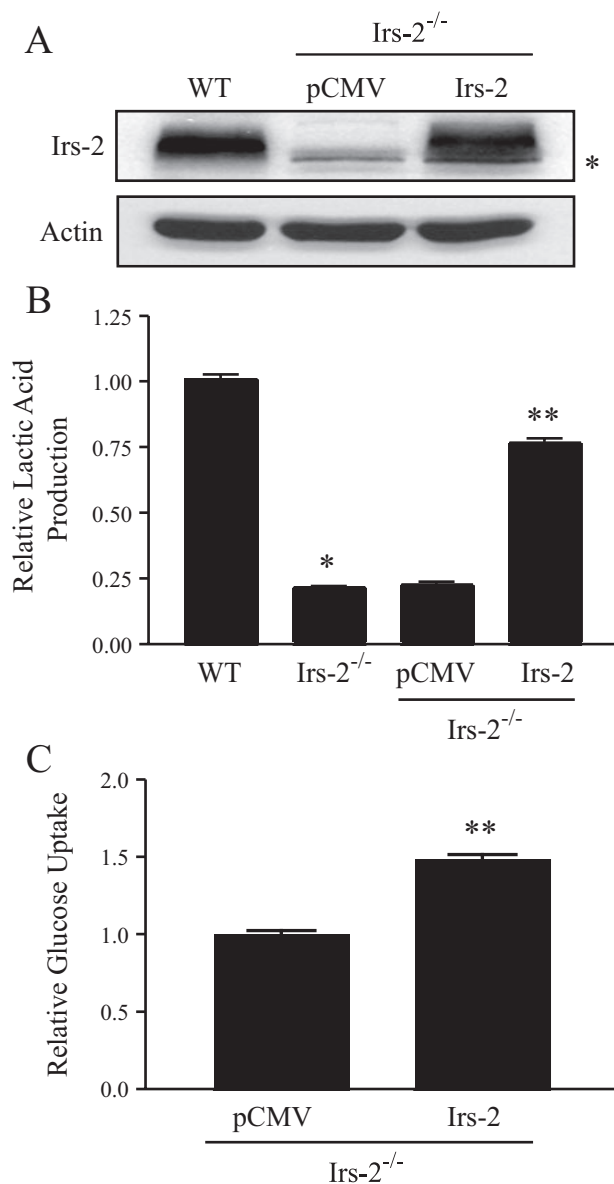 A
Irs-2⁻/⁻
WT pCMV Irs-2
Irs-2
*
Actin
B
Relative Lactic Acid
Production
1.25
1.00
0.75
0.50
0.25
0.00
*
**
WT Irs-2⁻/⁻ pCMV Irs-2
Irs-2⁻/⁻
C
Relative Glucose Uptake
2.0
1.5
1.0
0.5
0.0
**
pCMV Irs-2
Irs-2⁻/⁻